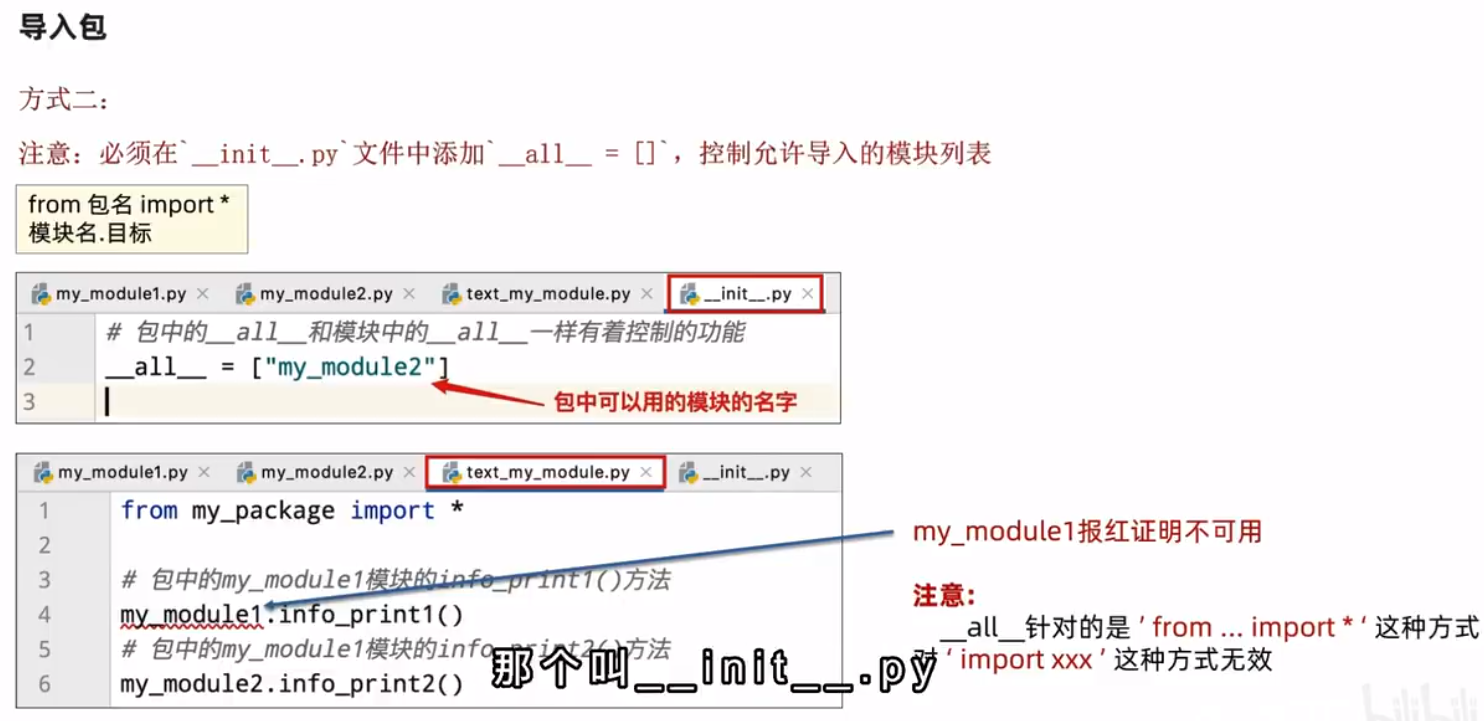 导入包
方式二：
注意：必须在`__init__.py`文件中添加`__all__ = []`，控制允许导入的模块列表
from 包名 import *
模块名.目标
my_module1.py × my_module2.py × text_my_module.py × __init__.py ×
1 # 包中的__all__和模块中的__all__一样有着控制的功能
2 __all__ = ["my_module2"]
3
包中可以用的模块的名字
my_module1.py × my_module2.py × text_my_module.py × __init__.py ×
1 from my_package import *
2
3 # 包中的my_module1模块的info_print1()方法
4 my_module1.info_print1()
5 # 包中的my_module1模块的info_print2()方法
6 my_module2.info_print2()
my_module1报红证明不可用
注意:
__all__针对的是 ' from ... import * ‘ 这种方式
对 ‘ import xxx ’ 这种方式无效
那个叫__init__.py
bilibili